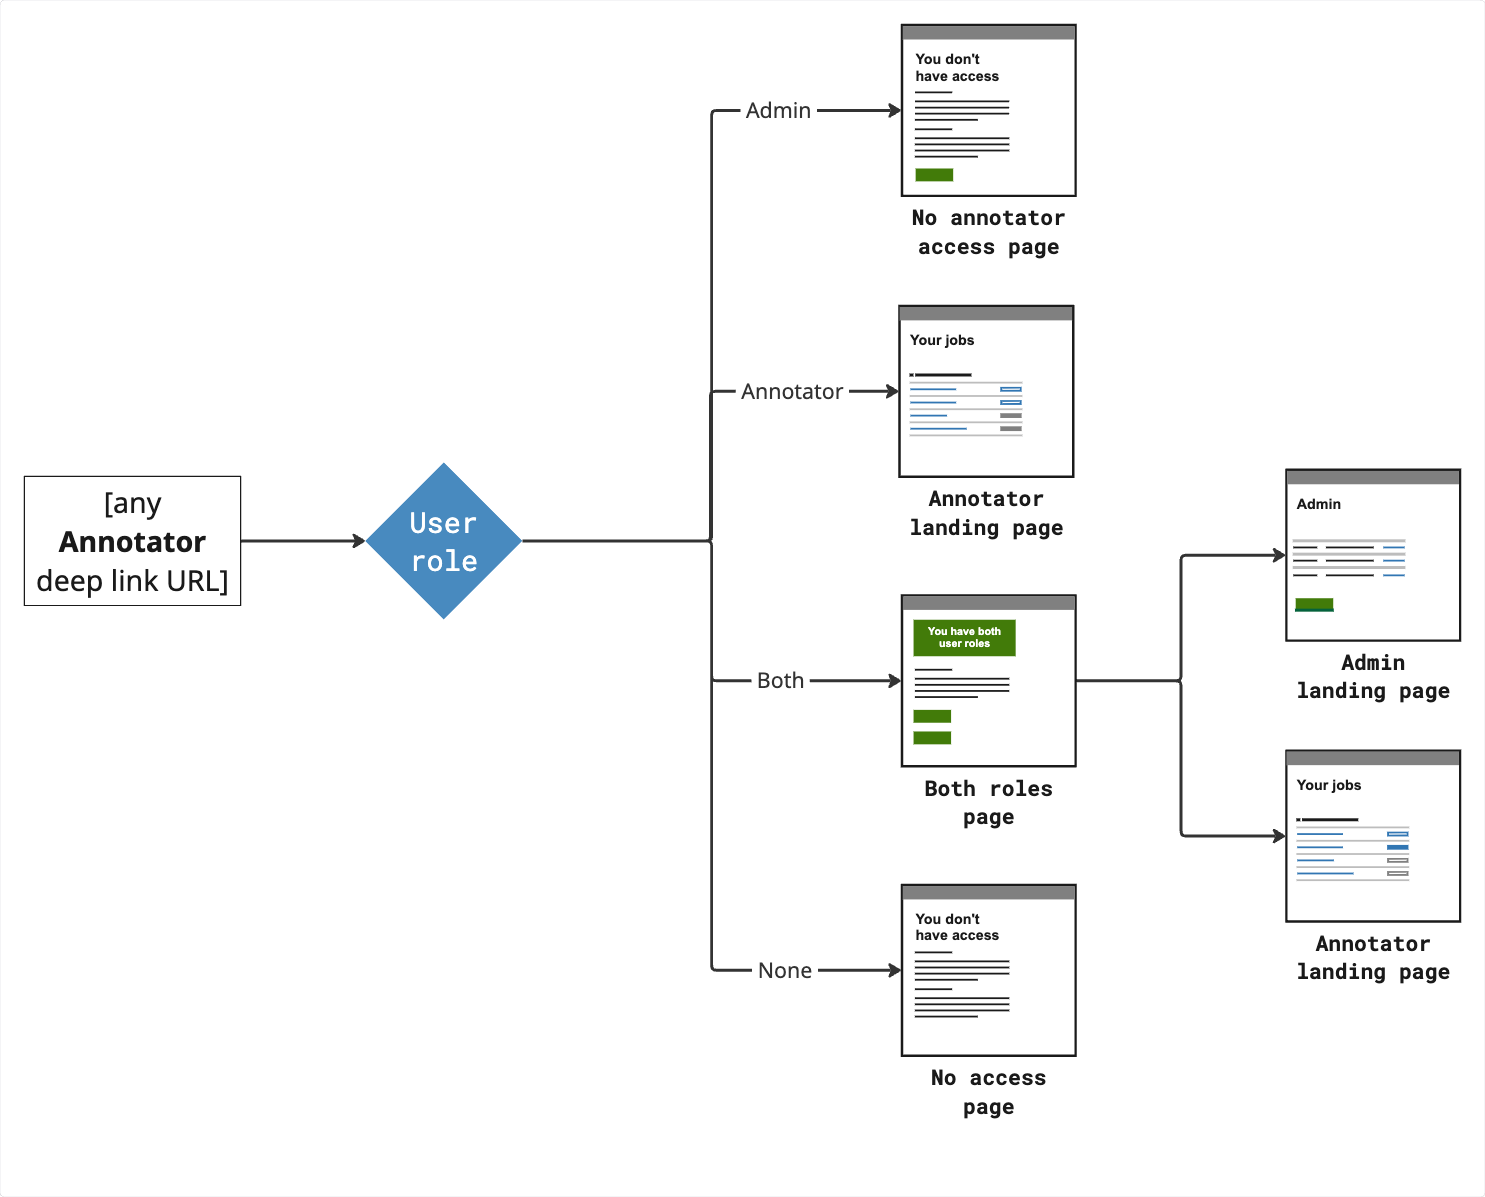 [any
Annotator
deep link URL]
User
role
Admin
You don't
have access
No annotator
access page
Annotator
Your jobs
Annotator
landing page
Both
You have both
user roles
Both roles
page
Admin
Admin
landing page
Your jobs
Annotator
landing page
None
You don't
have access
No access
page